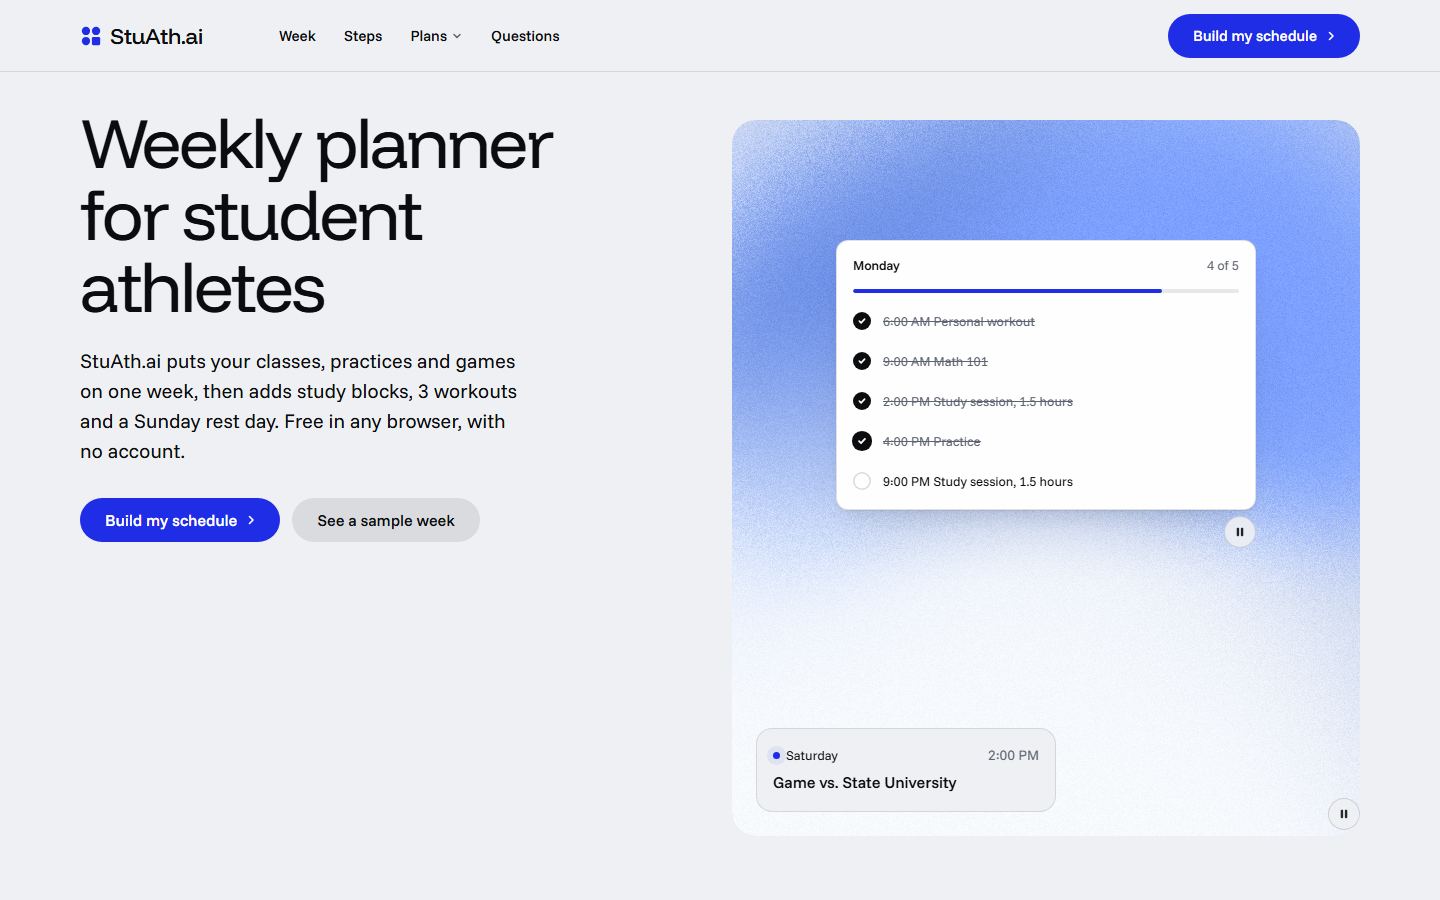 StuAth.ai
Week
Steps
Plans
Questions
Build my schedule
Weekly planner
for student
athletes
StuAth.ai puts your classes, practices and games
on one week, then adds study blocks, 3 workouts
and a Sunday rest day. Free in any browser, with
no account.
Build my schedule
See a sample week
Monday
4 of 5
6:00 AM Personal workout
9:00 AM Math 101
2:00 PM Study session, 1.5 hours
4:00 PM Practice
9:00 PM Study session, 1.5 hours
Saturday
2:00 PM
Game vs. State University